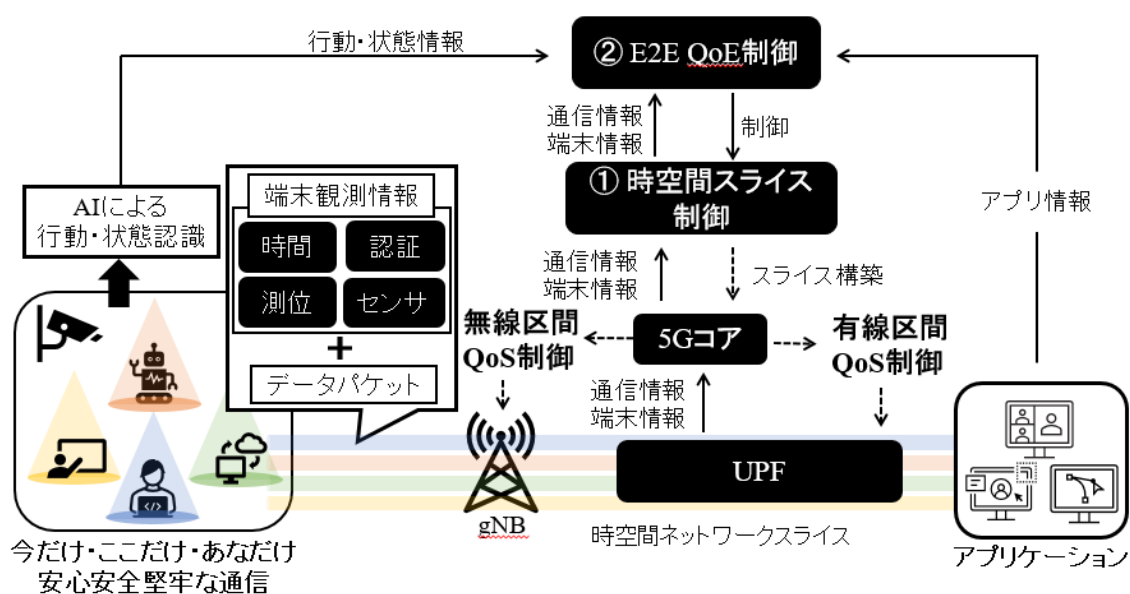 行動・状態情報
② E2E QoE制御
通信情報
端末情報
制御
① 時空間スライス
制御
アプリ情報
AIによる
行動・状態認識
端末観測情報
時間
認証
測位
センサ
+
データパケット
通信情報
端末情報
スライス構築
無線区間
QoS制御
5Gコア
有線区間
QoS制御
通信情報
端末情報
UPF
gNB
時空間ネットワークスライス
アプリケーション
今だけ・ここだけ・あなだけ
安心安全堅牢な通信